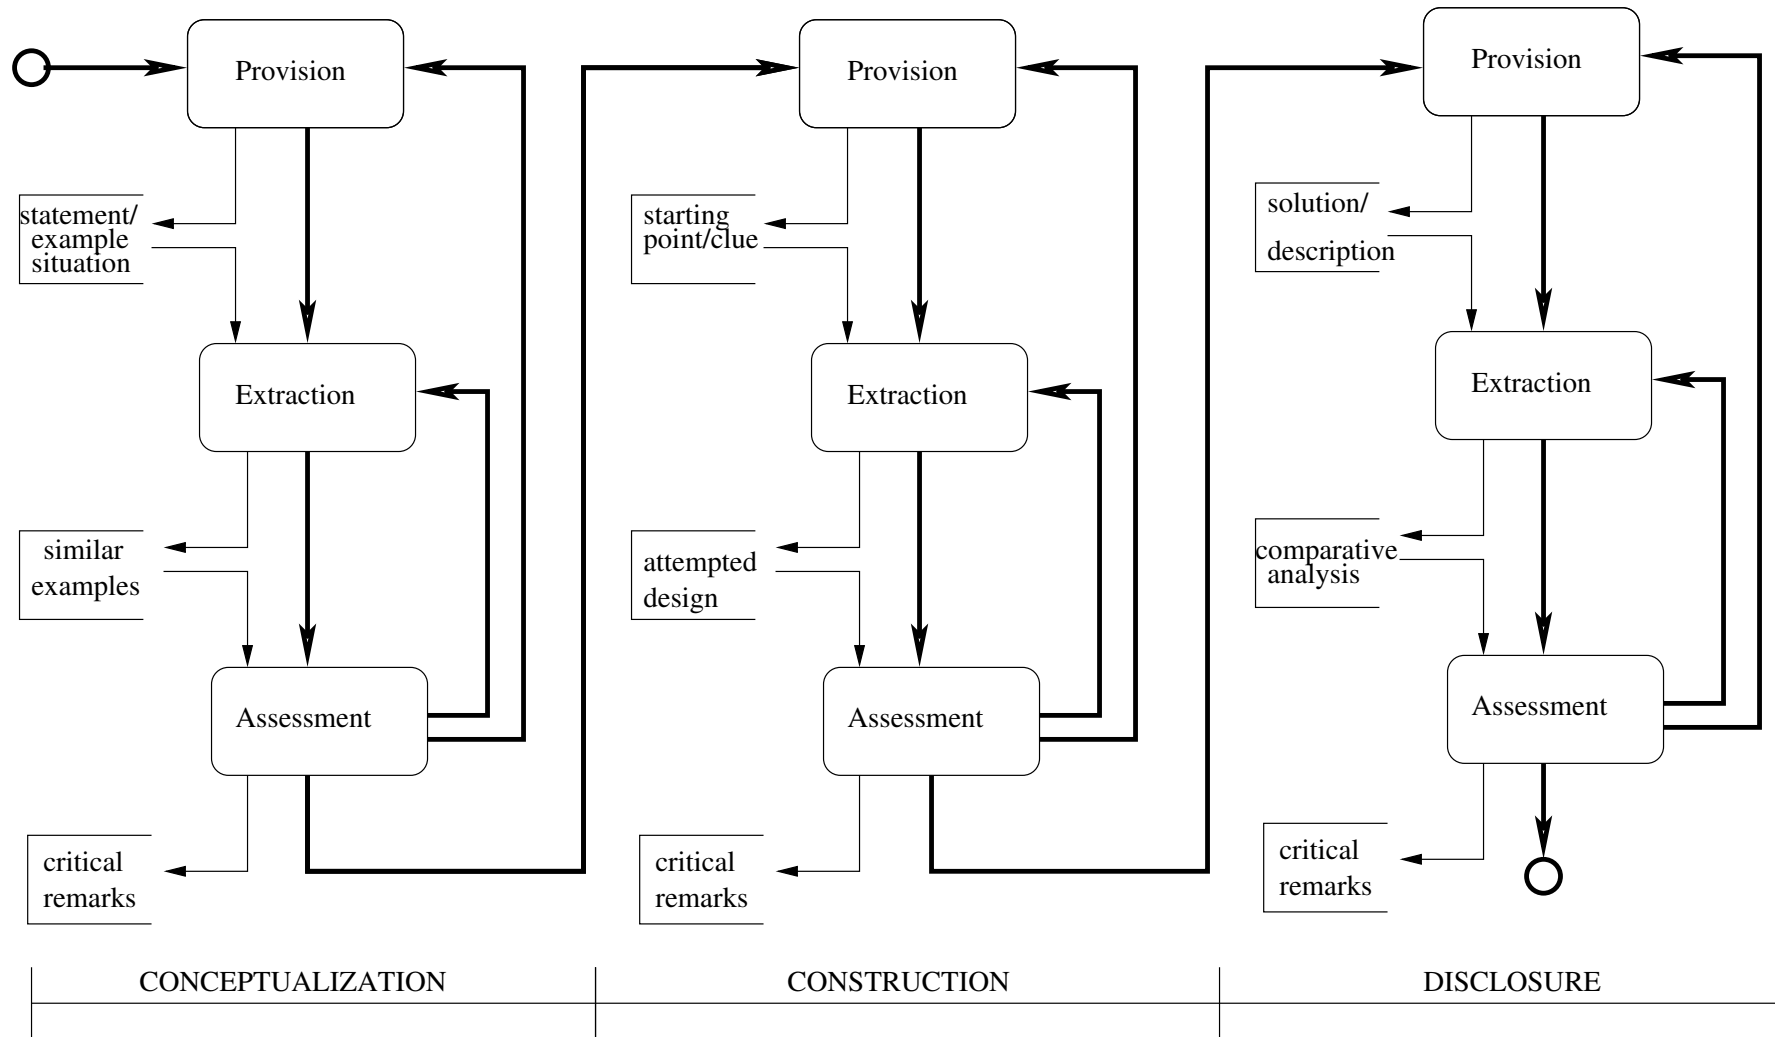 Provision
statement/
example
situation
Extraction
similar
examples
Assessment
critical
remarks
Provision
starting
point/clue
Extraction
attempted
design
Assessment
critical
remarks
Provision
solution/
description
Extraction
comparative
analysis
Assessment
critical
remarks
CONCEPTUALIZATION
CONSTRUCTION
DISCLOSURE